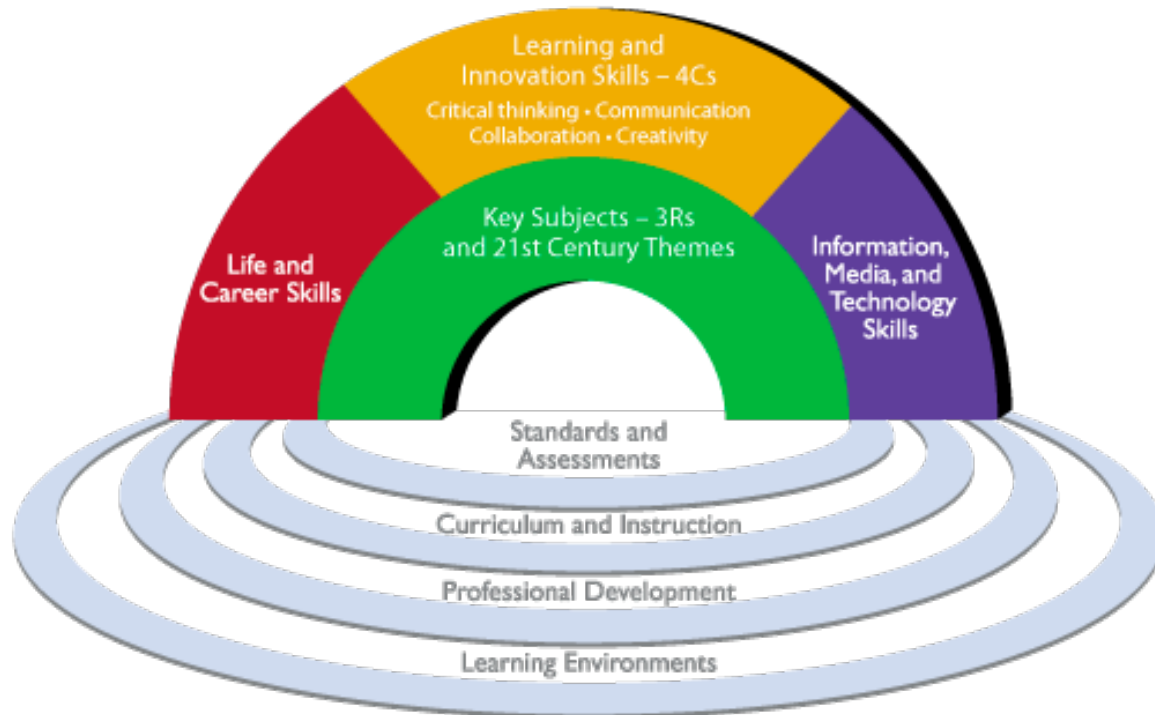 Learning and
Innovation Skills – 4Cs
Critical thinking • Communication
Collaboration • Creativity
Key Subjects – 3Rs
and 21st Century Themes
Life and
Career Skills
Information,
Media, and
Technology
Skills
Standards and
Assessments
Curriculum and Instruction
Professional Development
Learning Environments